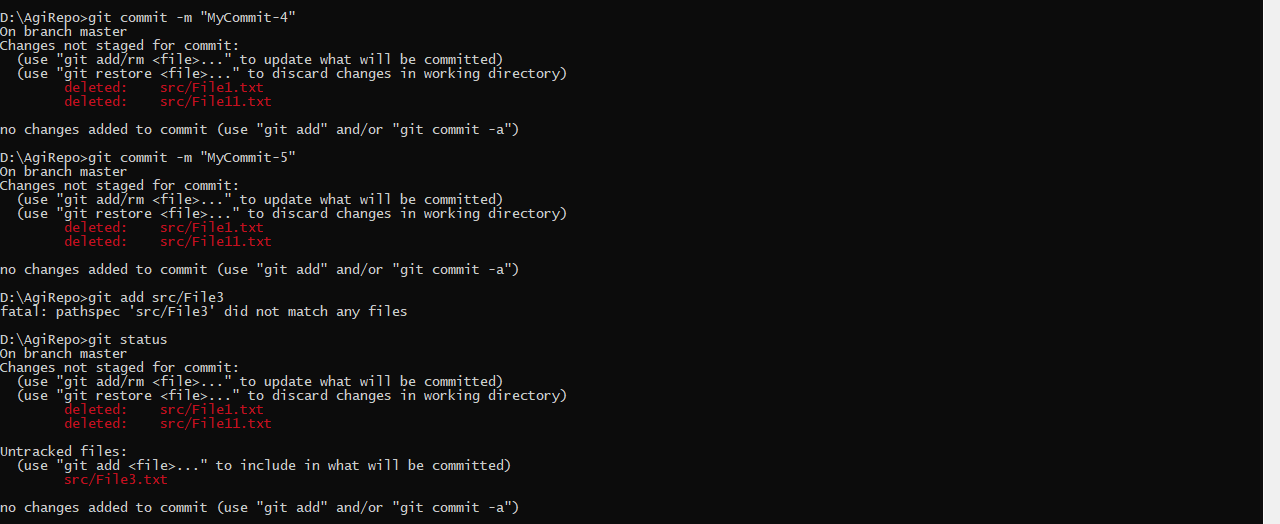 D:\AgiRepo>git commit -m "MyCommit-4"
On branch master
Changes not staged for commit:
  (use "git add/rm <file>..." to update what will be committed)
  (use "git restore <file>..." to discard changes in working directory)
        deleted:    src/File1.txt
        deleted:    src/File11.txt

no changes added to commit (use "git add" and/or "git commit -a")

D:\AgiRepo>git commit -m "MyCommit-5"
On branch master
Changes not staged for commit:
  (use "git add/rm <file>..." to update what will be committed)
  (use "git restore <file>..." to discard changes in working directory)
        deleted:    src/File1.txt
        deleted:    src/File11.txt

no changes added to commit (use "git add" and/or "git commit -a")

D:\AgiRepo>git add src/File3
fatal: pathspec 'src/File3' did not match any files

D:\AgiRepo>git status
On branch master
Changes not staged for commit:
  (use "git add/rm <file>..." to update what will be committed)
  (use "git restore <file>..." to discard changes in working directory)
        deleted:    src/File1.txt
        deleted:    src/File11.txt

Untracked files:
  (use "git add <file>..." to include in what will be committed)
        src/File3.txt

no changes added to commit (use "git add" and/or "git commit -a")